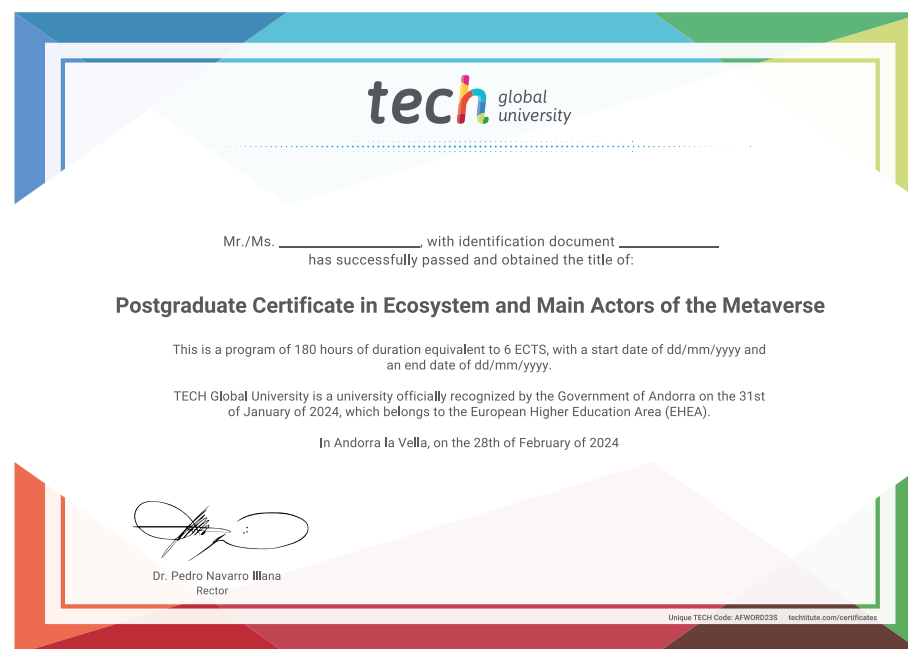 tech global university
Mr./Ms. ____________________, with identification document ______________
has successfully passed and obtained the title of:
Postgraduate Certificate in Ecosystem and Main Actors of the Metaverse
This is a program of 180 hours of duration equivalent to 6 ECTS, with a start date of dd/mm/yyyy and
an end date of dd/mm/yyyy.
TECH Global University is a university officially recognized by the Government of Andorra on the 31st
of January of 2024, which belongs to the European Higher Education Area (EHEA).
In Andorra la Vella, on the 28th of February of 2024
Dr. Pedro Navarro Illana
Rector
Unique TECH Code: AFWORD23S techtitute.com/certificates